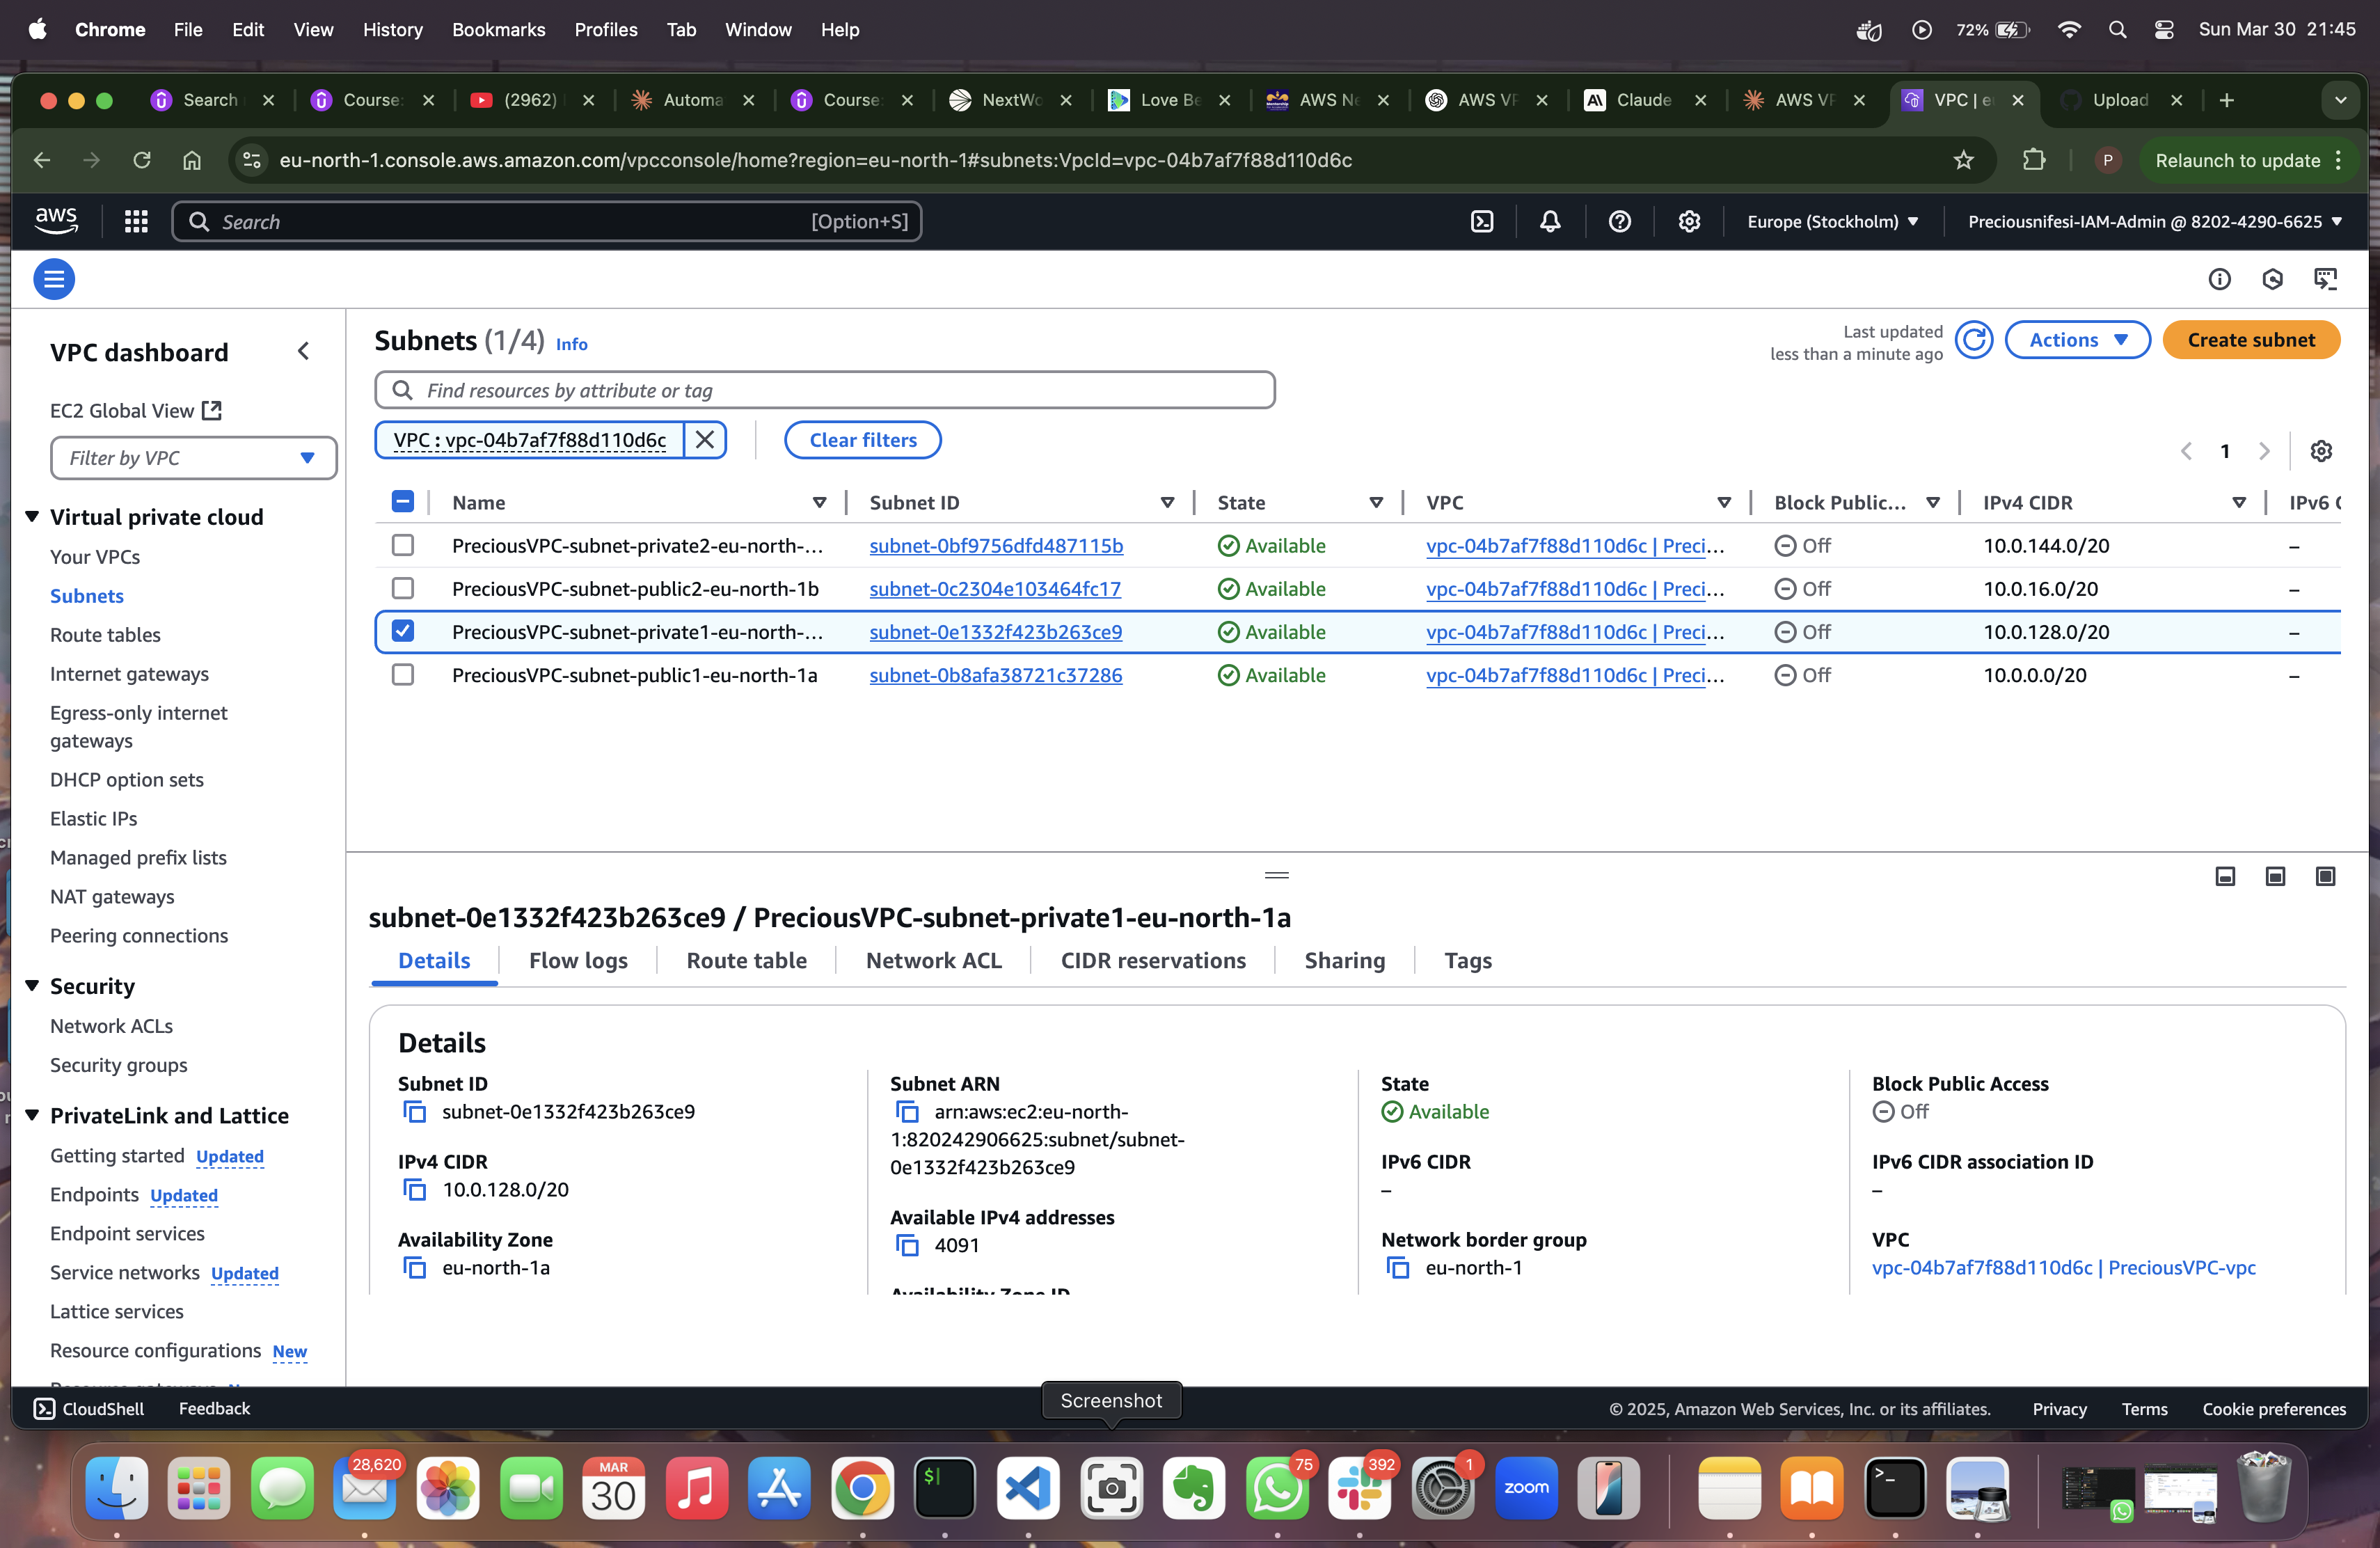 Chrome File Edit View History Bookmarks Profiles Tab Window Help 72% Sun Mar 30 21:45
Search Course: (2962) Automa Course: NextWo Love Be AWS Ne AWS VP Claude AWS VP VPC | e Upload
eu-north-1.console.aws.amazon.com/vpcconsole/home?region=eu-north-1#subnets:VpcId=vpc-04b7af7f88d110d6c P Relaunch to update
aws Search [Option+S] Europe (Stockholm) Preciousnifesi-IAM-Admin @ 8202-4290-6625
VPC dashboard
EC2 Global View
Filter by VPC
Virtual private cloud
Your VPCs
Subnets
Route tables
Internet gateways
Egress-only internet
gateways
DHCP option sets
Elastic IPs
Managed prefix lists
NAT gateways
Peering connections
Security
Network ACLs
Security groups
PrivateLink and Lattice
Getting started Updated
Endpoints Updated
Endpoint services
Service networks Updated
Lattice services
Resource configurations New
Subnets (1/4) Info
Last updated
less than a minute ago
Actions
Create subnet
Find resources by attribute or tag
VPC : vpc-04b7af7f88d110d6c
Clear filters
1
Name Subnet ID State VPC Block Public... IPv4 CIDR IPv6 C
PreciousVPC-subnet-private2-eu-north-... subnet-0bf9756dfd487115b Available vpc-04b7af7f88d110d6c | Preci... Off 10.0.144.0/20 –
PreciousVPC-subnet-public2-eu-north-1b subnet-0c2304e103464fc17 Available vpc-04b7af7f88d110d6c | Preci... Off 10.0.16.0/20 –
PreciousVPC-subnet-private1-eu-north-... subnet-0e1332f423b263ce9 Available vpc-04b7af7f88d110d6c | Preci... Off 10.0.128.0/20 –
PreciousVPC-subnet-public1-eu-north-1a subnet-0b8afa38721c37286 Available vpc-04b7af7f88d110d6c | Preci... Off 10.0.0.0/20 –
subnet-0e1332f423b263ce9 / PreciousVPC-subnet-private1-eu-north-1a
Details Flow logs Route table Network ACL CIDR reservations Sharing Tags
Details
Subnet ID
subnet-0e1332f423b263ce9
IPv4 CIDR
10.0.128.0/20
Availability Zone
eu-north-1a
Subnet ARN
arn:aws:ec2:eu-north-
1:820242906625:subnet/subnet-
0e1332f423b263ce9
Available IPv4 addresses
4091
Availability Zone ID
State
Available
IPv6 CIDR
–
Network border group
eu-north-1
Block Public Access
Off
IPv6 CIDR association ID
–
VPC
vpc-04b7af7f88d110d6c | PreciousVPC-vpc
CloudShell Feedback © 2025, Amazon Web Services, Inc. or its affiliates. Privacy Terms Cookie preferences
Screenshot
28,620
MAR
30
75
392
1
zoom